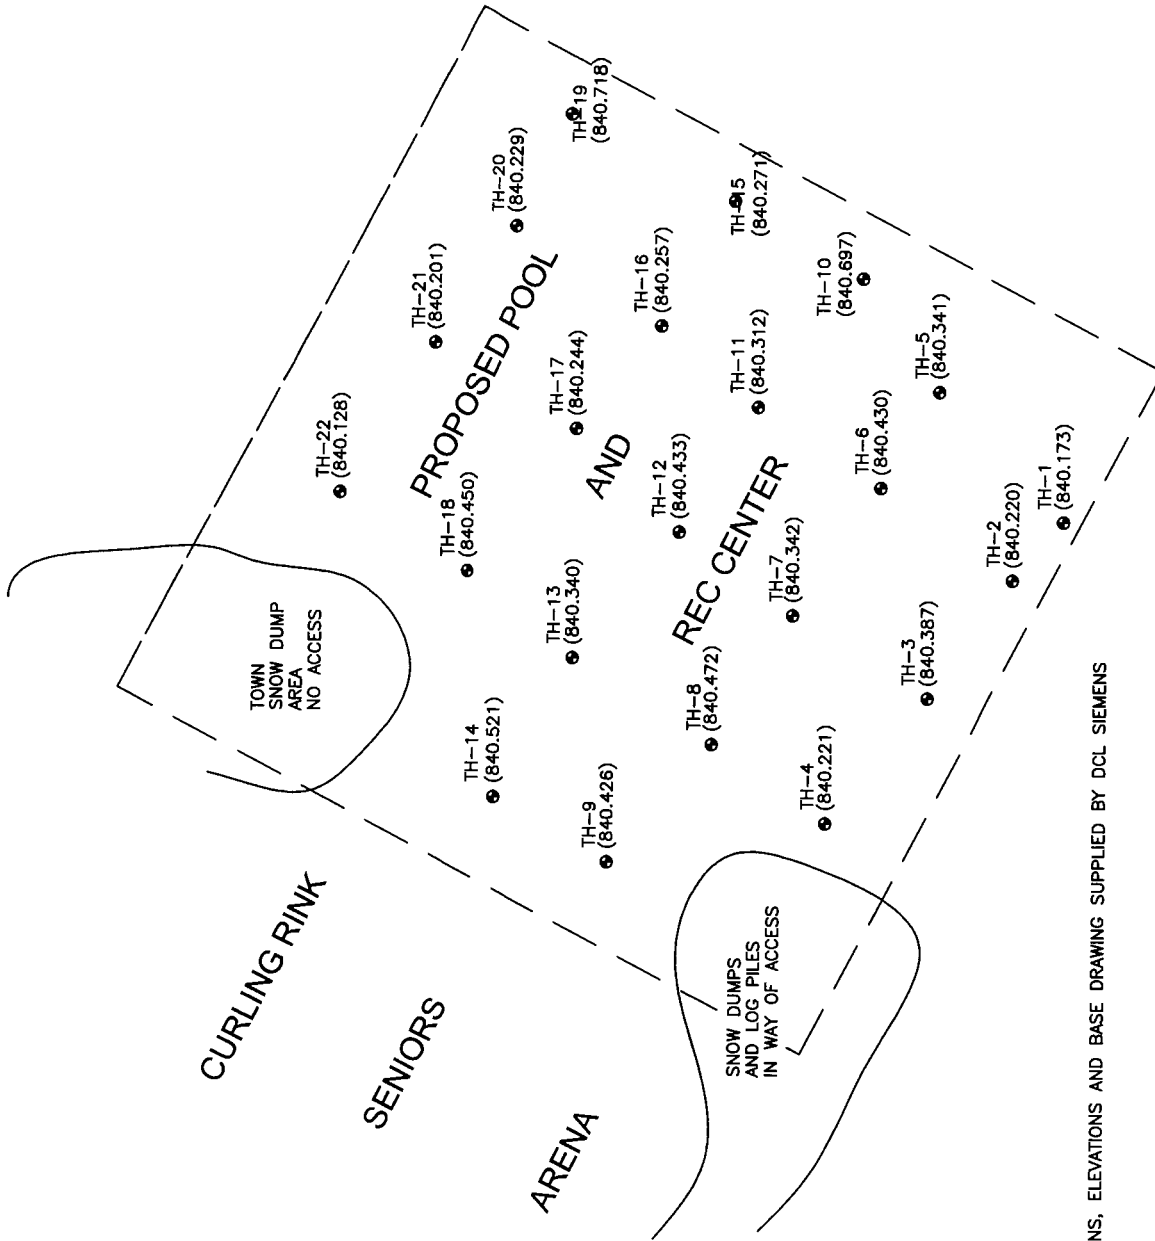 TOWN
SNOW DUMP
AREA
NO ACCESS
TH-22
(840.128)
TH-21
(840.201)
TH-20
(840.229)
TH-19
(840.718)
TH-14
(840.521)
TH-13
(840.340)
TH-18
(840.450)
TH-17
(840.244)
TH-16
(840.257)
TH-15
(840.271)
PROPOSED POOL
AND
REC CENTER
TH-9
(840.426)
TH-8
(840.472)
TH-12
(840.433)
TH-11
(840.312)
TH-10
(840.697)
TH-7
(840.342)
TH-6
(840.430)
TH-5
(840.341)
TH-4
(840.221)
TH-3
(840.387)
TH-2
(840.220)
TH-1
(840.173)
CURLING RINK
SENIORS
ARENA
SNOW DUMPS
AND LOG PILES
IN WAY OF ACCESS
NS, ELEVATIONS AND BASE DRAWING SUPPLIED BY DCL SIEMENS